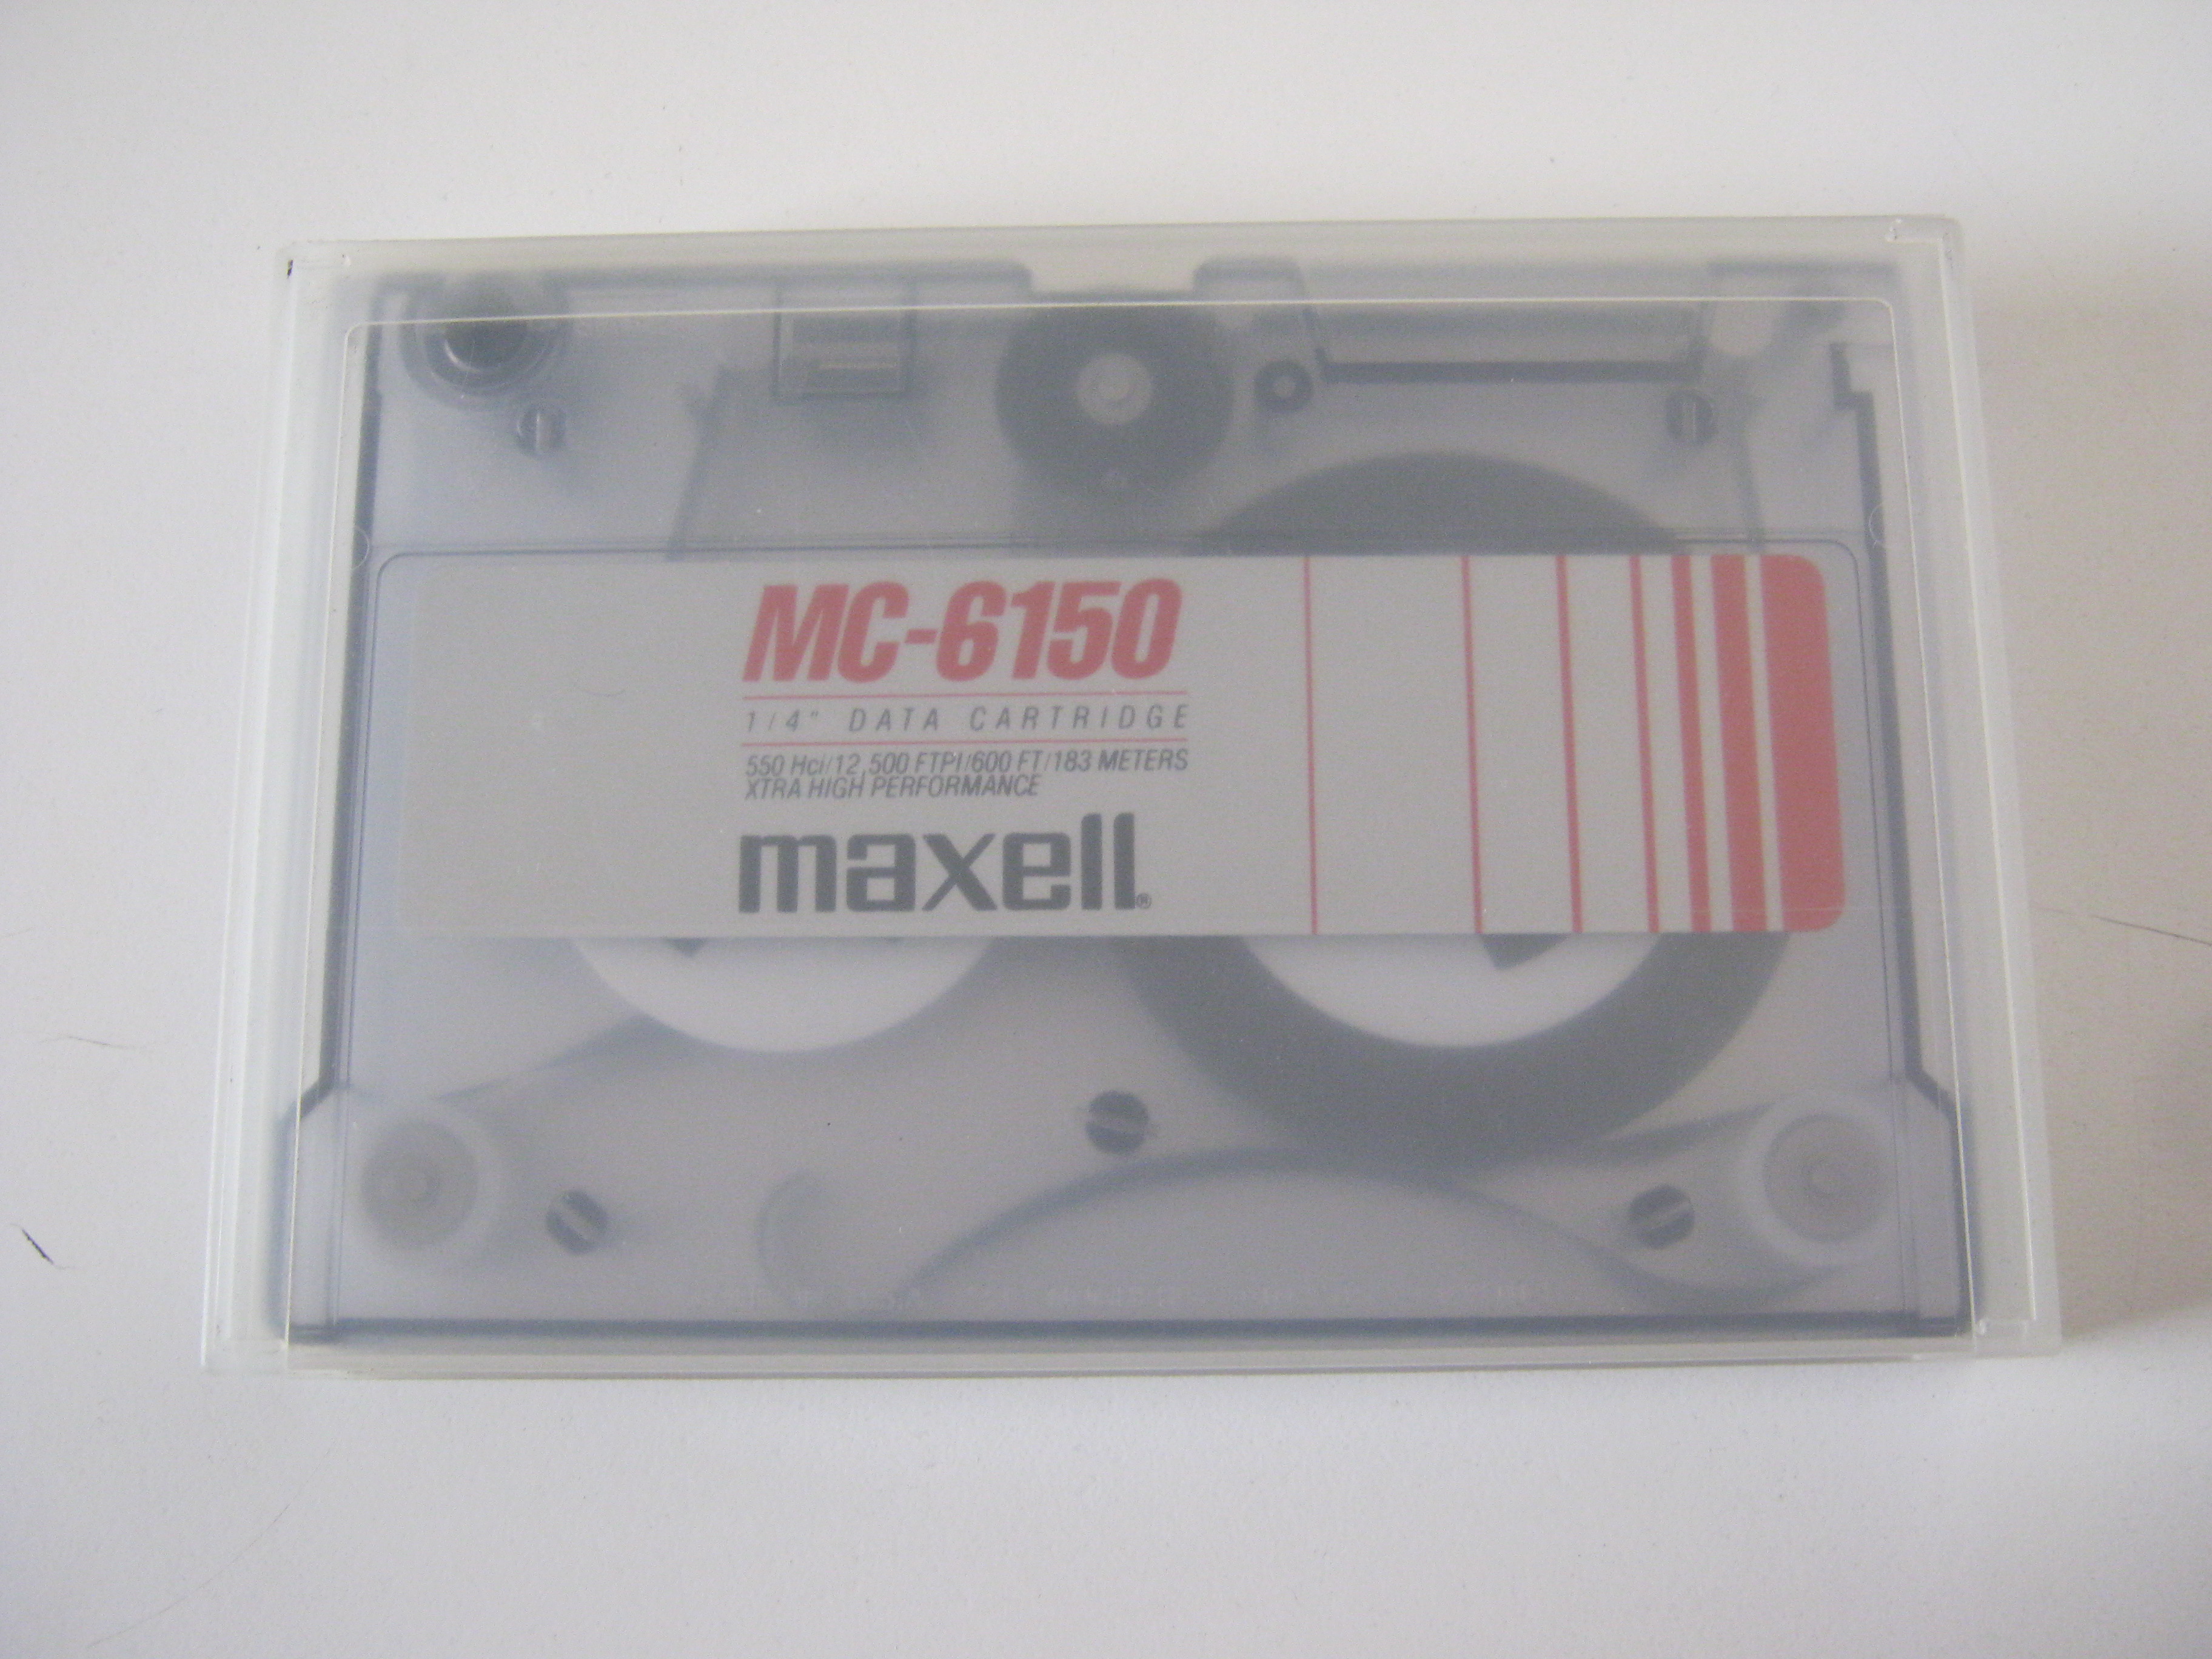 MC-6150
1/4" DATA CARTRIDGE
550 Hci/12,500 FTPI/600 FT/183 METERS
XTRA HIGH PERFORMANCE
maxell®